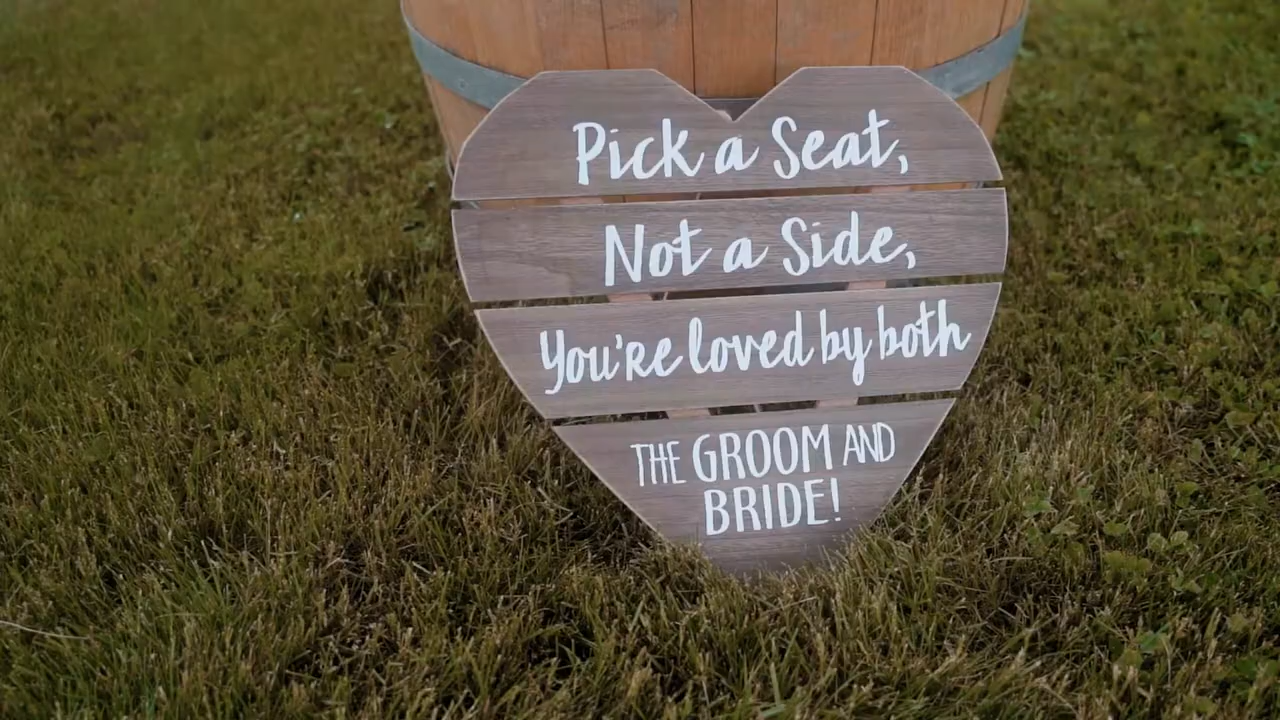 Pick a Seat,
Not a Side,
You're loved by both
THE GROOM AND
BRIDE!